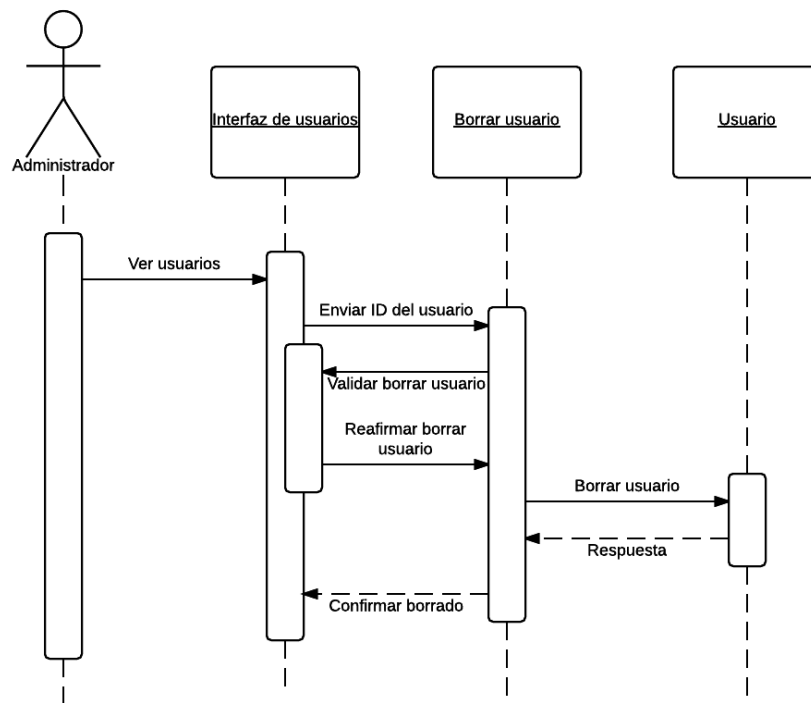 Administrador
Interfaz de usuarios
Borrar usuario
Usuario
Ver usuarios
Enviar ID del usuario
Validar borrar usuario
Reafirmar borrar
usuario
Borrar usuario
Respuesta
Confirmar borrado